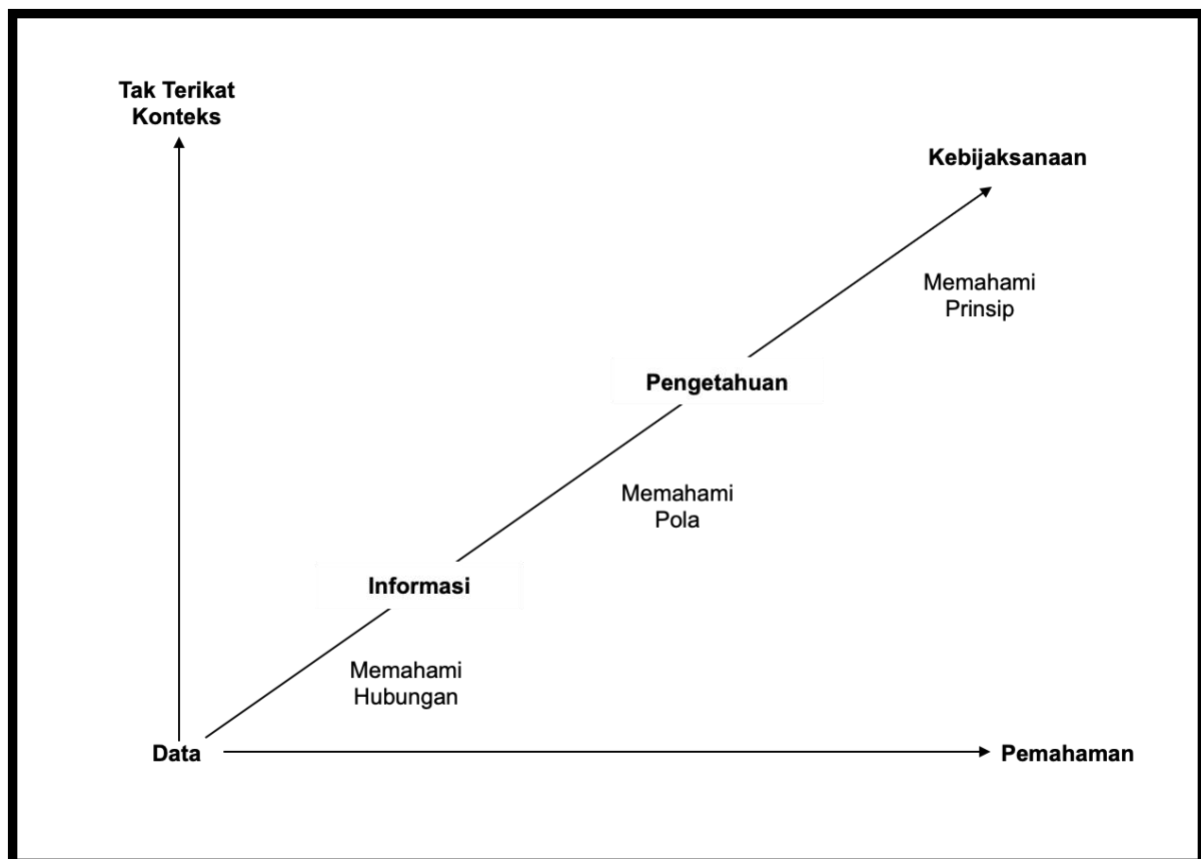 Tak Terikat
Konteks
Kebijaksanaan
Memahami
Prinsip
Pengetahuan
Memahami
Pola
Informasi
Memahami
Hubungan
Data
Pemahaman